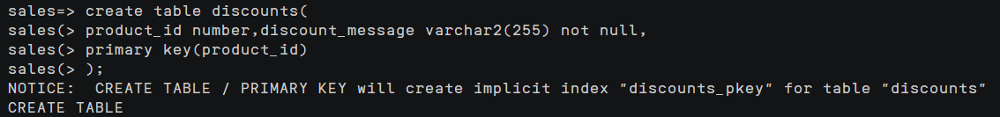 sales=> create table discounts(
sales(> product_id number,discount_message varchar2(255) not null,
sales(> primary key(product_id)
sales(> );
NOTICE:  CREATE TABLE / PRIMARY KEY will create implicit index "discounts_pkey" for table "discounts"
CREATE TABLE